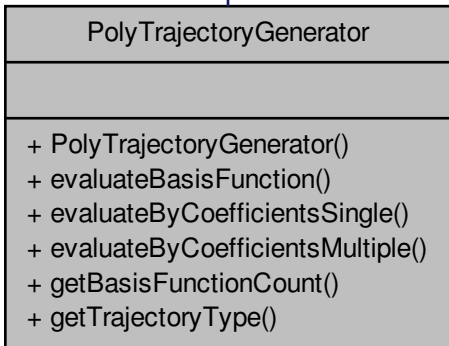 PolyTrajectoryGenerator
+ PolyTrajectoryGenerator()
+ evaluateBasisFunction()
+ evaluateByCoefficientsSingle()
+ evaluateByCoefficientsMultiple()
+ getBasisFunctionCount()
+ getTrajectoryType()